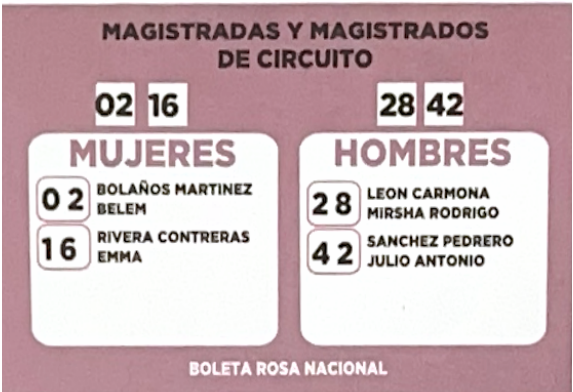 MAGISTRADAS Y MAGISTRADOS
DE CIRCUITO
02 16
28 42
MUJERES
02 BOLAÑOS MARTINEZ
BELEM
16 RIVERA CONTRERAS
EMMA
HOMBRES
28 LEON CARMONA
MIRSHA RODRIGO
42 SANCHEZ PEDRERO
JULIO ANTONIO
BOLETA ROSA NACIONAL